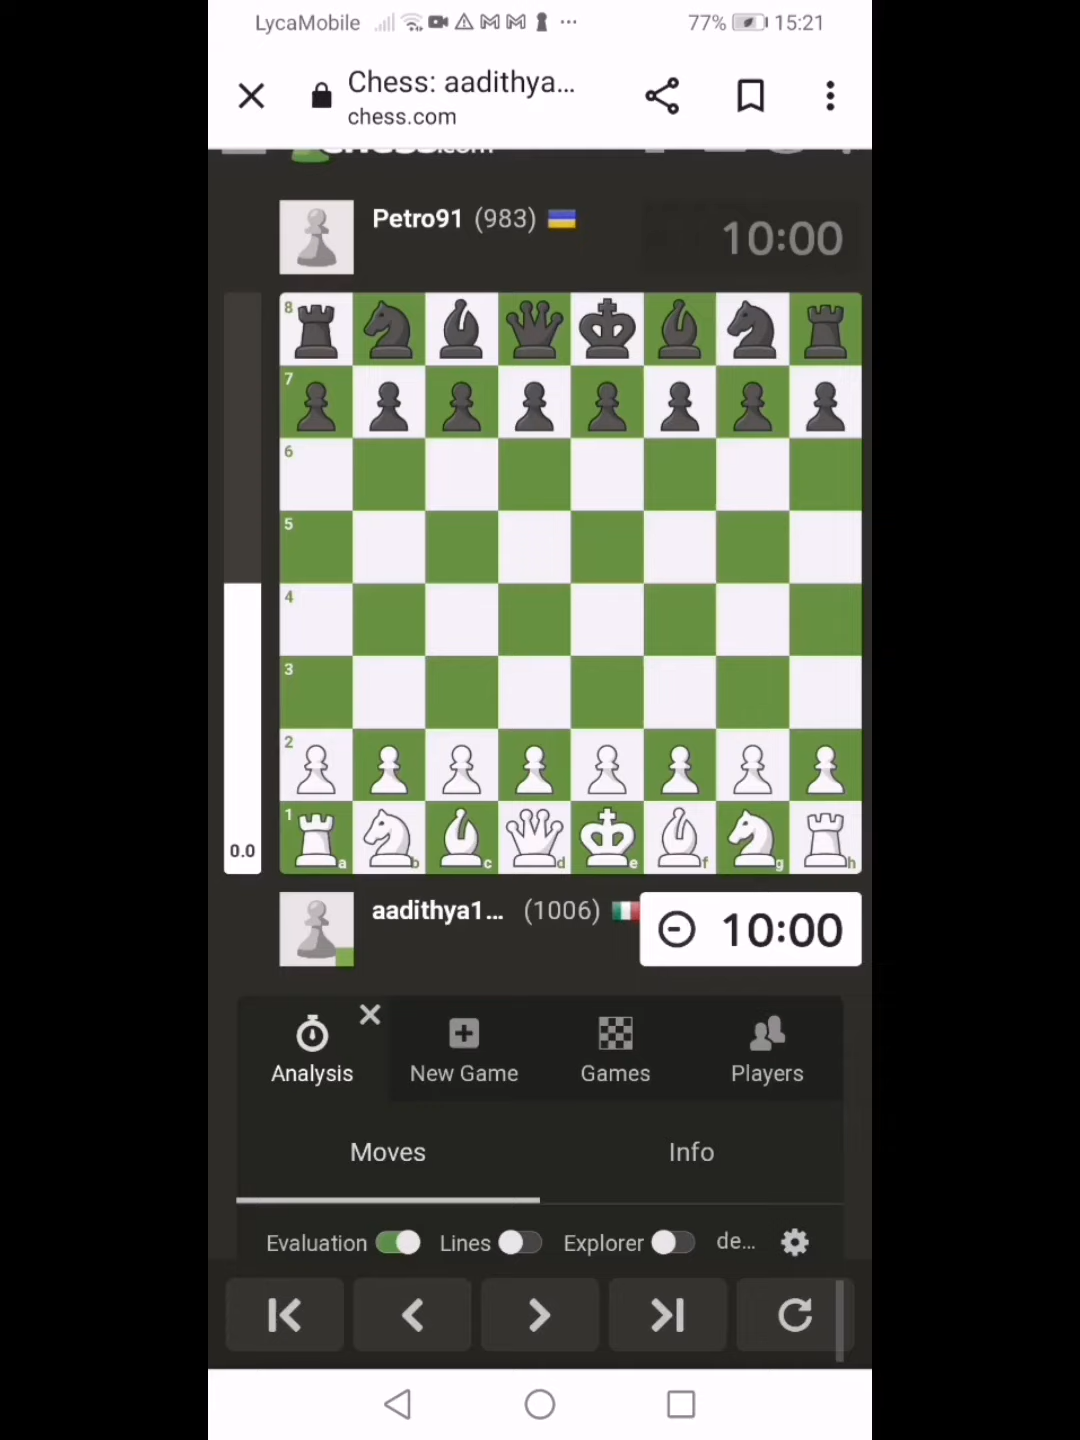 LycaMobile 77% 15:21
Chess: aadithya...
chess.com
Petro91 (983) 10:00
8
7
6
5
4
3
2
1
a b c d e f g h
0.0
aadithya1... (1006) 10:00
Analysis New Game Games Players
Moves Info
Evaluation Lines Explorer de...